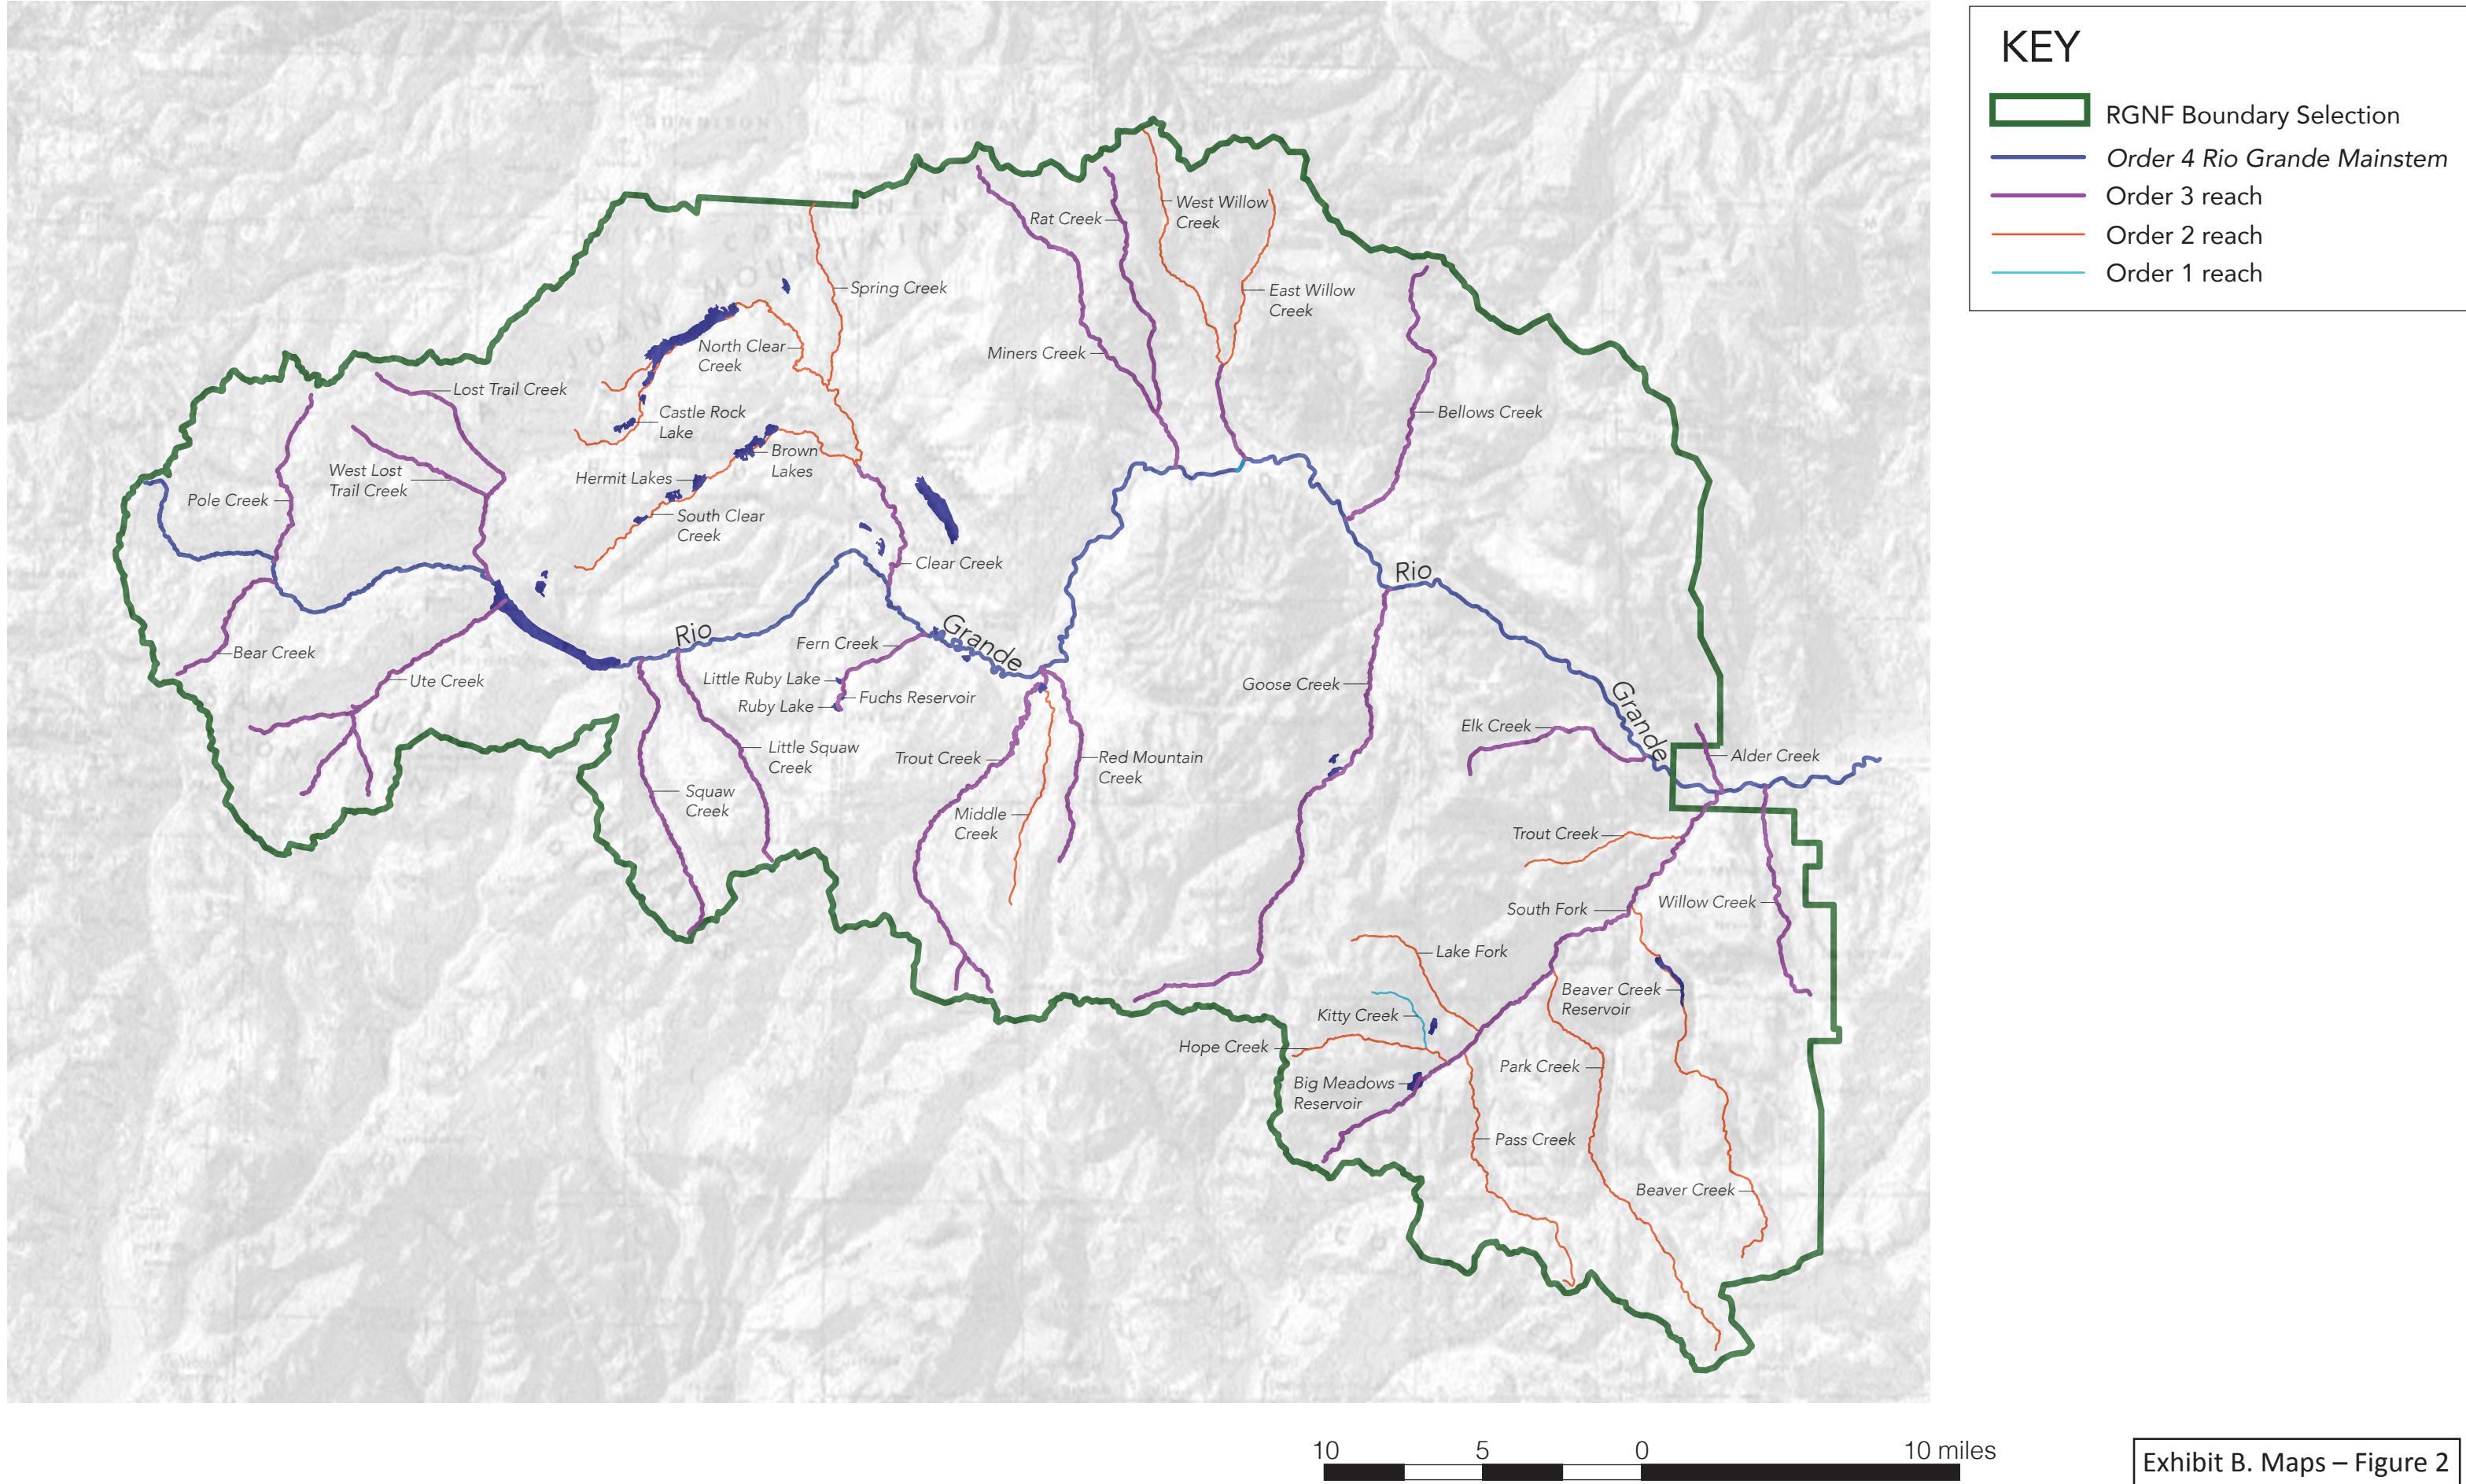 KEY
RGNF Boundary Selection
Order 4 Rio Grande Mainstem
Order 3 reach
Order 2 reach
Order 1 reach
West Willow
Creek
Rat Creek
Spring Creek
East Willow
Creek
North Clear
Creek
Miners Creek
Lost Trail Creek
Castle Rock
Lake
Bellows Creek
Brown
Lakes
West Lost
Trail Creek
Hermit Lakes
Pole Creek
South Clear
Creek
Clear Creek
Rio
Rio
Grande
Fern Creek
Bear Creek
Little Ruby Lake
Ute Creek
Goose Creek
Fuchs Reservoir
Ruby Lake
Grande
Elk Creek
Little Squaw
Creek
Trout Creek
Red Mountain
Creek
Alder Creek
Squaw
Creek
Middle
Creek
Trout Creek
Willow Creek
South Fork
Lake Fork
Beaver Creek
Reservoir
Kitty Creek
Hope Creek
Park Creek
Big Meadows
Reservoir
Pass Creek
Beaver Creek
10 5 0 10 miles
Exhibit B. Maps – Figure 2